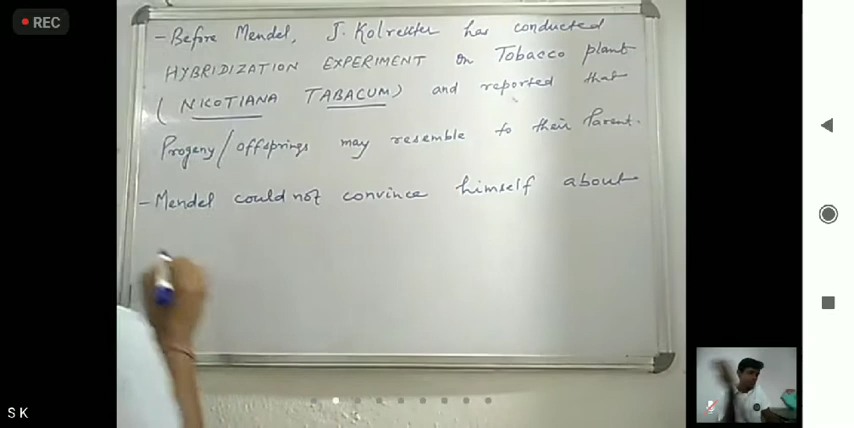 REC
- Before Mendel, J. Kolreuter has conducted
HYBRIDIZATION EXPERIMENT on Tobacco plant
( NICOTIANA TABACUM) and reported that
Progeny/offsprings may resemble to their Parent.
- Mendel could not convince himself about
S K